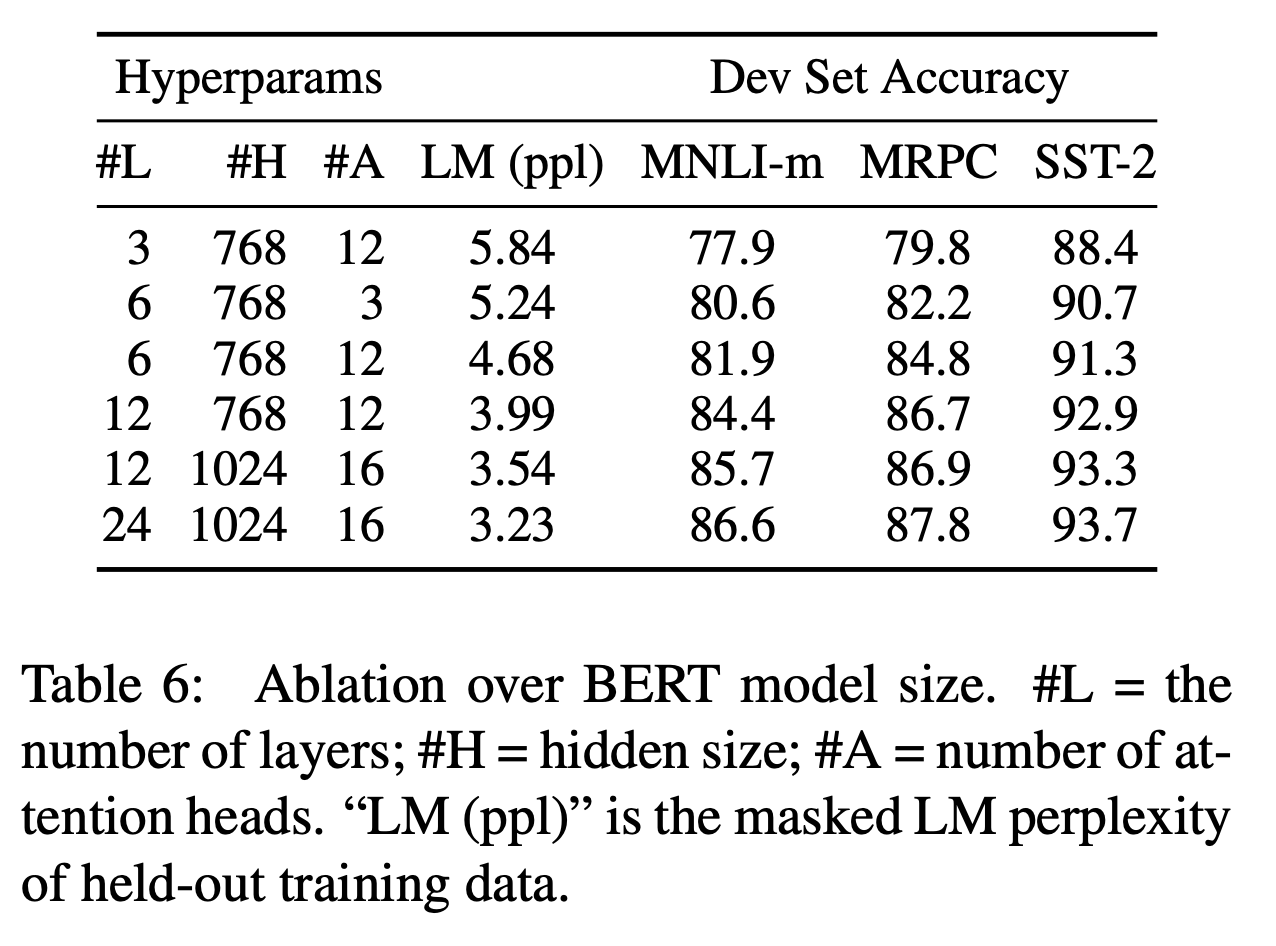 Hyperparams Dev Set Accuracy
#L #H #A LM (ppl) MNLI-m MRPC SST-2
3 768 12 5.84 77.9 79.8 88.4
6 768 3 5.24 80.6 82.2 90.7
6 768 12 4.68 81.9 84.8 91.3
12 768 12 3.99 84.4 86.7 92.9
12 1024 16 3.54 85.7 86.9 93.3
24 1024 16 3.23 86.6 87.8 93.7
Table 6: Ablation over BERT model size. #L = the
number of layers; #H = hidden size; #A = number of at-
tention heads. “LM (ppl)” is the masked LM perplexity
of held-out training data.